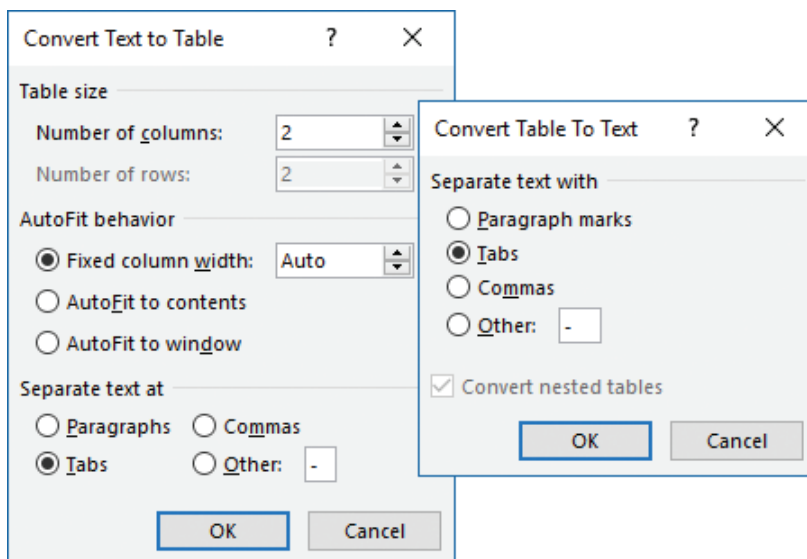 Convert Text to Table ?
Table size
Number of columns: 2
Number of rows: 2
AutoFit behavior
Fixed column width: Auto
AutoFit to contents
AutoFit to window
Separate text at
Paragraphs Commas
Tabs Other: -
OK Cancel
Convert Table To Text ?
Separate text with
Paragraph marks
Tabs
Commas
Other: -
Convert nested tables
OK Cancel